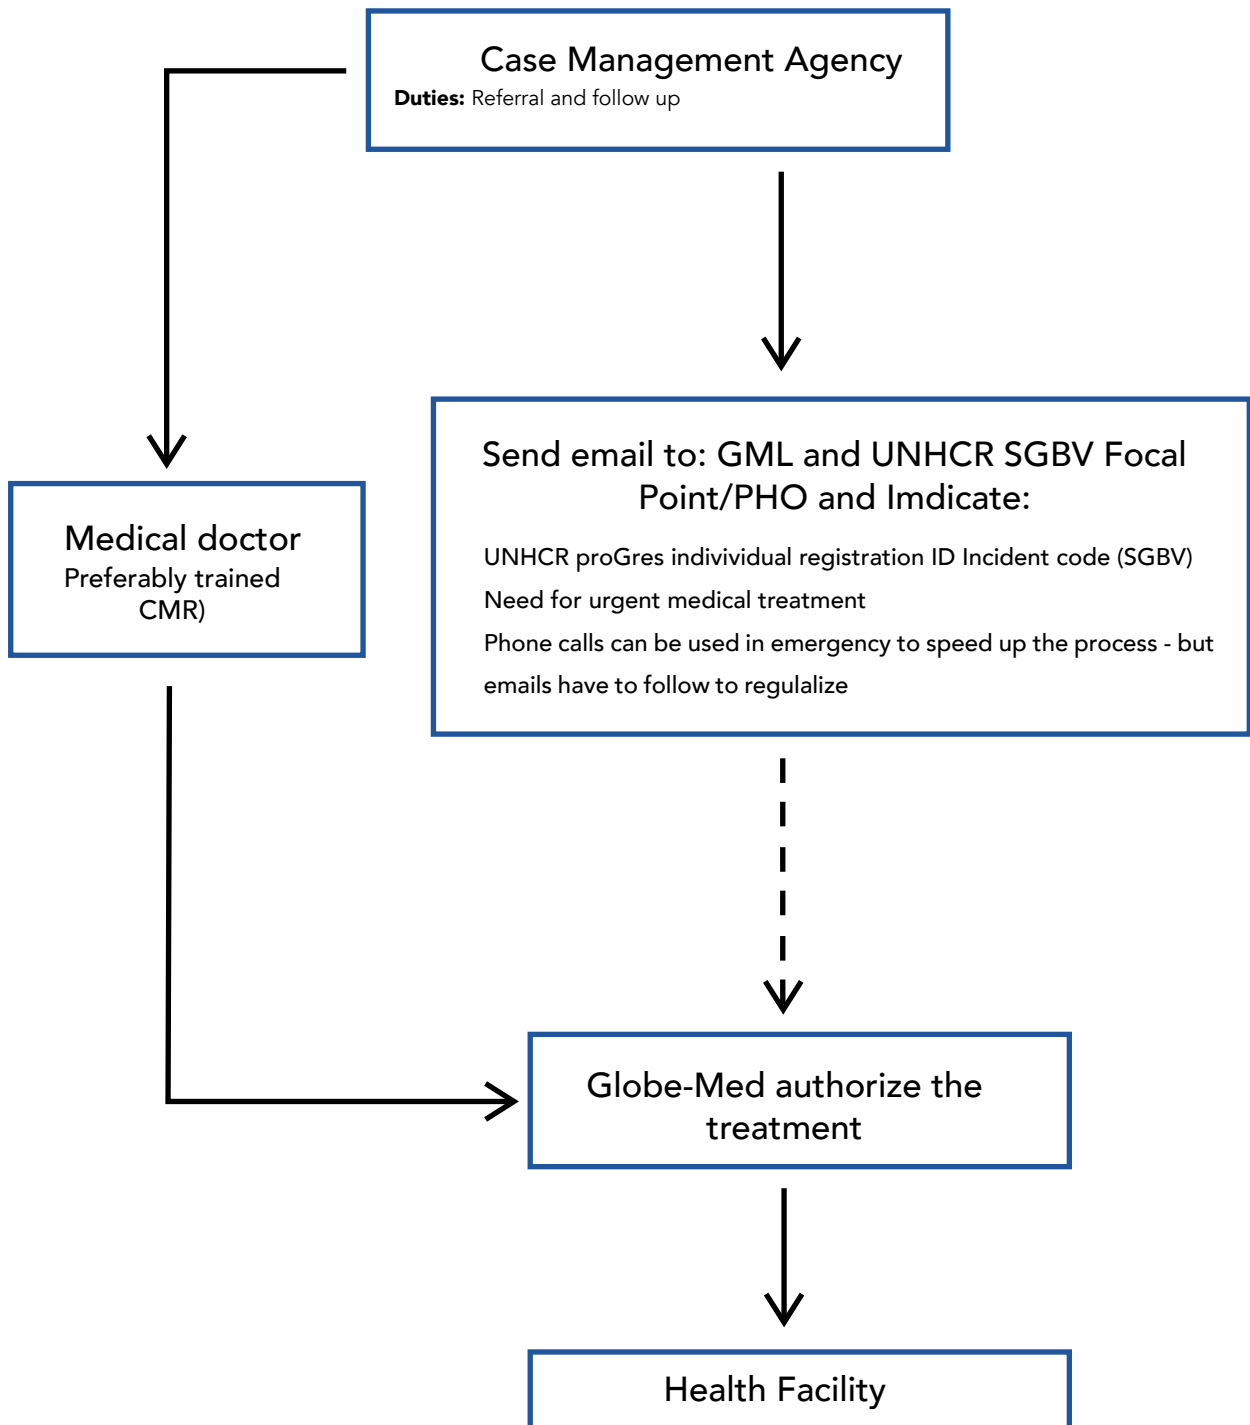 Case Management Agency
Duties: Referral and follow up
Send email to: GML and UNHCR SGBV Focal
Point/PHO and Imdicate:
UNHCR proGres indivividual registration ID Incident code (SGBV)
Need for urgent medical treatment
Phone calls can be used in emergency to speed up the process - but
emails have to follow to regulalize
Medical doctor
Preferably trained
CMR)
Globe-Med authorize the
treatment
Health Facility